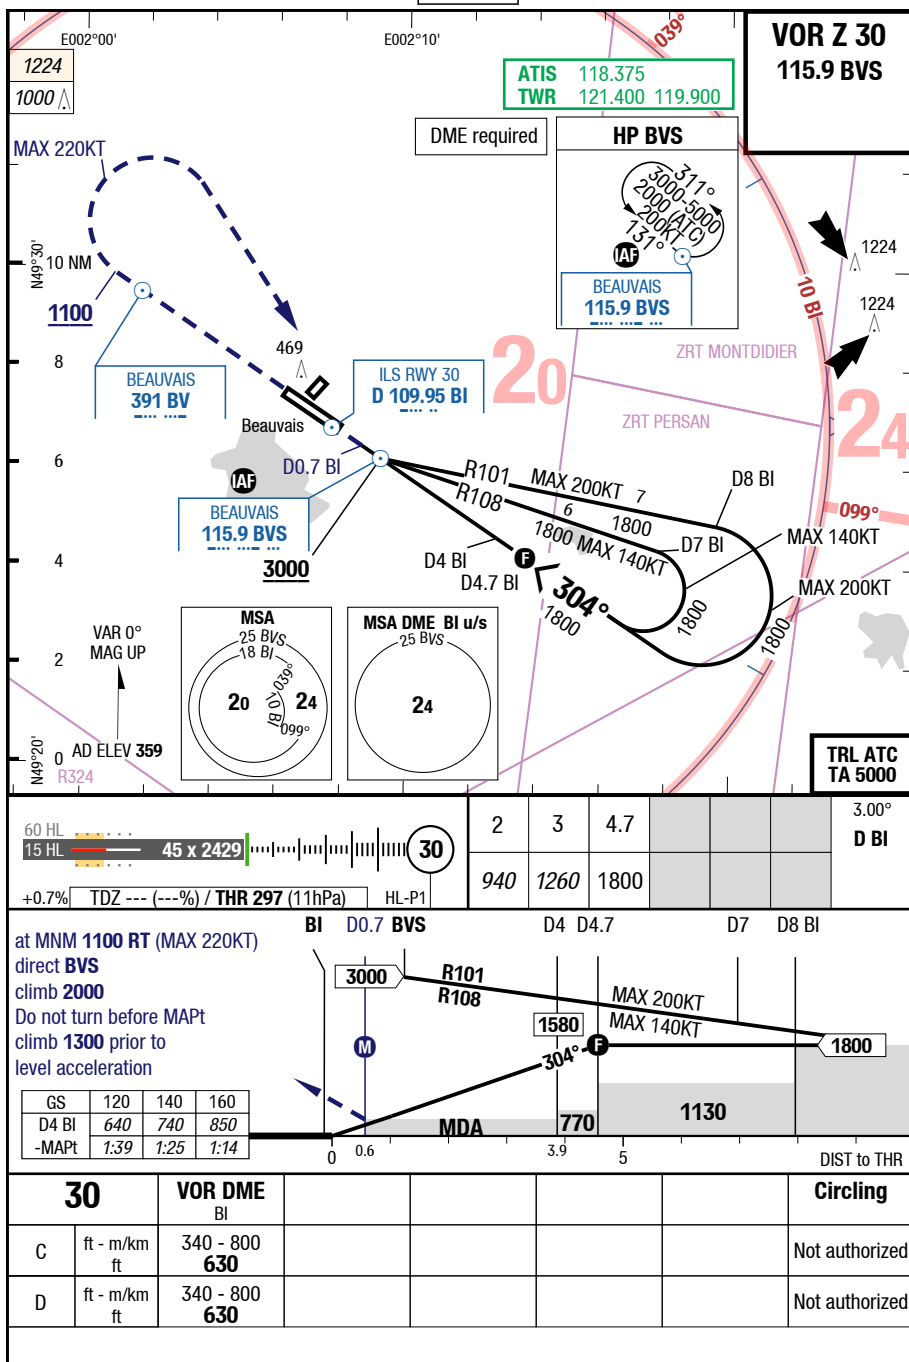 E002°00'
E002°10'
039°
VOR Z 30
115.9 BVS
1224
1000
ATIS 118.375
TWR 121.400 119.900
DME required
HP BVS
311°
3000-5000
2000 (ATC)
200KT
131°
IAF
BEAUVAIS
115.9 BVS
MAX 220KT
N49°30'
10 NM
1100
1224
1224
10 BI
469
8
BEAUVAIS
391 BV
ILS RWY 30
D 109.95 BI
20
ZRT MONTDIDIER
ZRT PERSAN
24
Beauvais
6
D0.7 BI
IAF
R101
MAX 200KT 7
D8 BI
R108
6
1800
099°
BEAUVAIS
115.9 BVS
1800 MAX 140KT
D7 BI
MAX 140KT
3000
4
D4 BI
F
D4.7 BI
304°
1800
1800
MAX 200KT
1800
VAR 0°
MAG UP
2
MSA
25 BVS
18 BI
039°
20
10 BI
24
099°
MSA DME BI u/s
25 BVS
24
AD ELEV 359
N49°20'
0
R324
TRL ATC
TA 5000
60 HL
15 HL
45 x 2429
30
+0.7%
TDZ --- (---%) / THR 297 (11hPa)
HL-P1
2 3 4.7
940 1260 1800
3.00°
D BI
BI D0.7 BVS D4 D4.7 D7 D8 BI
at MNM 1100 RT (MAX 220KT)
direct BVS
climb 2000
Do not turn before MAPt
climb 1300 prior to
level acceleration
3000
R101
R108
MAX 200KT
MAX 140KT
1580
M
F
304°
1800
MDA
770
1130
GS 120 140 160
D4 BI 640 740 850
-MAPt 1:39 1:25 1:14
0 0.6 3.9 5 DIST to THR
30 VOR DME Circling
BI
C ft - m/km 340 - 800 Not authorized
ft 630
D ft - m/km 340 - 800 Not authorized
ft 630